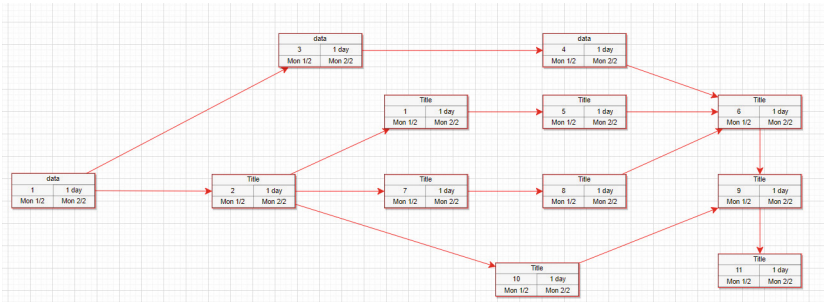 data
3 1 day
Mon 1/2 Mon 2/2
data
4 1 day
Mon 1/2 Mon 2/2
Title
1 1 day
Mon 1/2 Mon 2/2
Title
5 1 day
Mon 1/2 Mon 2/2
Title
6 1 day
Mon 1/2 Mon 2/2
data
1 1 day
Mon 1/2 Mon 2/2
Title
2 1 day
Mon 1/2 Mon 2/2
Title
7 1 day
Mon 1/2 Mon 2/2
Title
8 1 day
Mon 1/2 Mon 2/2
Title
9 1 day
Mon 1/2 Mon 2/2
Title
10 1 day
Mon 1/2 Mon 2/2
Title
11 1 day
Mon 1/2 Mon 2/2